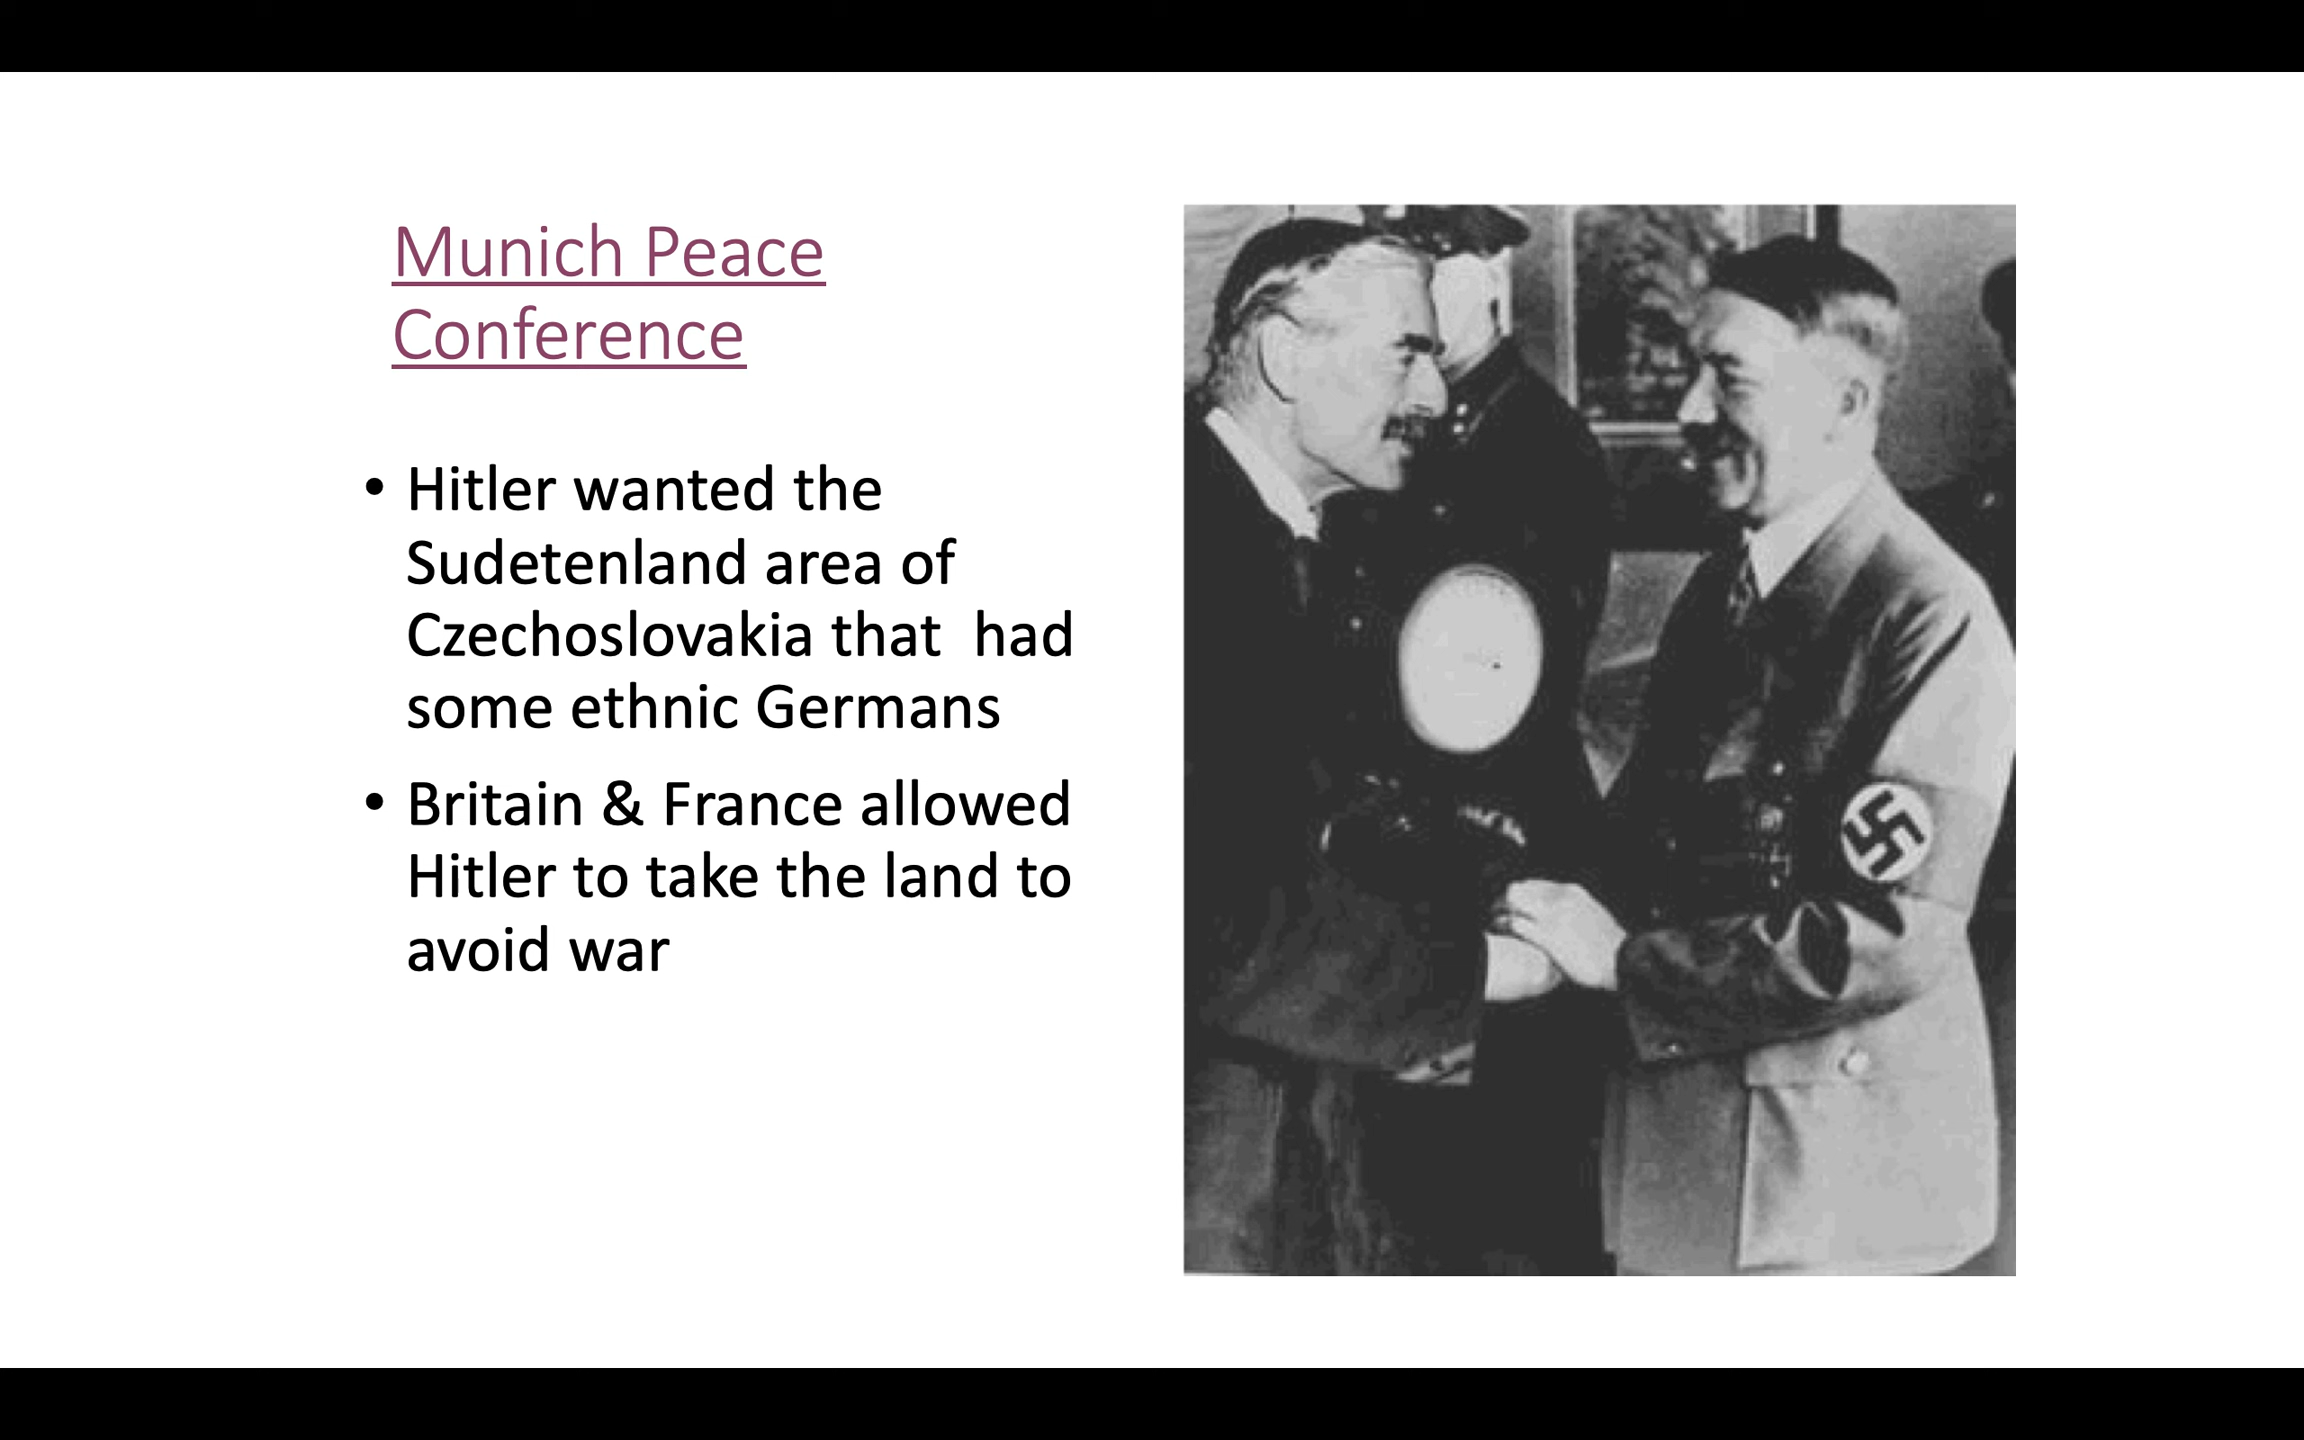 Munich Peace
Conference
• Hitler wanted the
Sudetenland area of
Czechoslovakia that  had
some ethnic Germans
• Britain & France allowed
Hitler to take the land to
avoid war